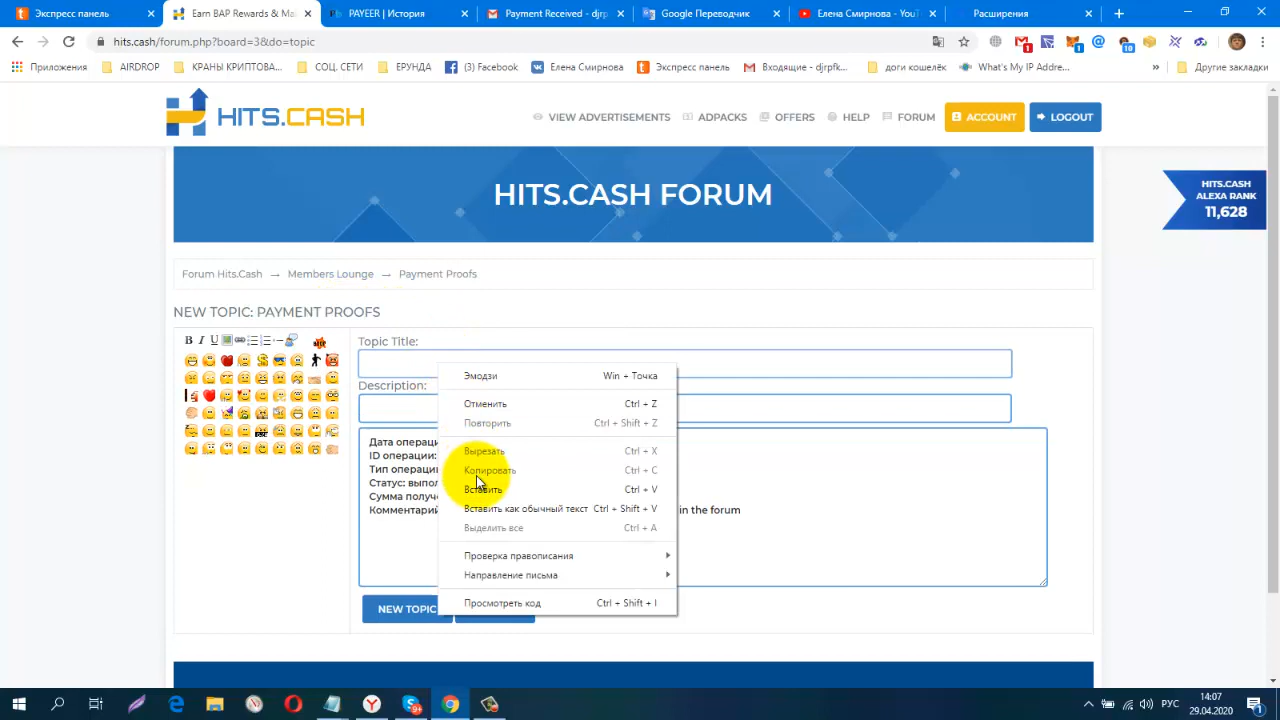 Экспресс панель
Earn BAP Rewards & Ma
PAYEER | История
Payment Received - djrp
Google Переводчик
Елена Смирнова - YouT
Расширения
hits.cash/forum.php?board=3&do=topic
Приложения
AIRDROP
КРАНЫ КРИПТОВА...
СОЦ. СЕТИ
ЕРУНДА
(3) Facebook
Елена Смирнова
Экспресс панель
Входящие - djrpfk...
доги кошелёк
What's My IP Addre...
»
Другие закладки
HITS.CASH
VIEW ADVERTISEMENTS
ADPACKS
OFFERS
HELP
FORUM
ACCOUNT
LOGOUT
HITS.CASH FORUM
HITS.CASH
ALEXA RANK
11,628
Forum Hits.Cash → Members Lounge → Payment Proofs
NEW TOPIC: PAYMENT PROOFS
B I U
Topic Title:
Description:
Дата операци
ID операции:
Тип операции
Статус: выпол
Сумма получе
Комментарий
in the forum
Эмодзи Win + Точка
Отменить Ctrl + Z
Повторить Ctrl + Shift + Z
Вырезать Ctrl + X
Копировать Ctrl + C
Вставить Ctrl + V
Вставить как обычный текст Ctrl + Shift + V
Выделить все Ctrl + A
Проверка правописания
Направление письма
Просмотреть код Ctrl + Shift + I
NEW TOPIC
РУС
14:07
29.04.2020